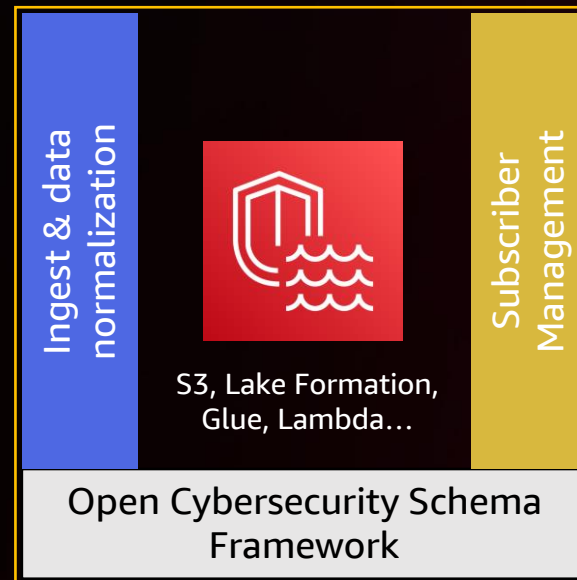 Ingest & data
normalization
S3, Lake Formation,
Glue, Lambda…
Subscriber
Management
Open Cybersecurity Schema
Framework